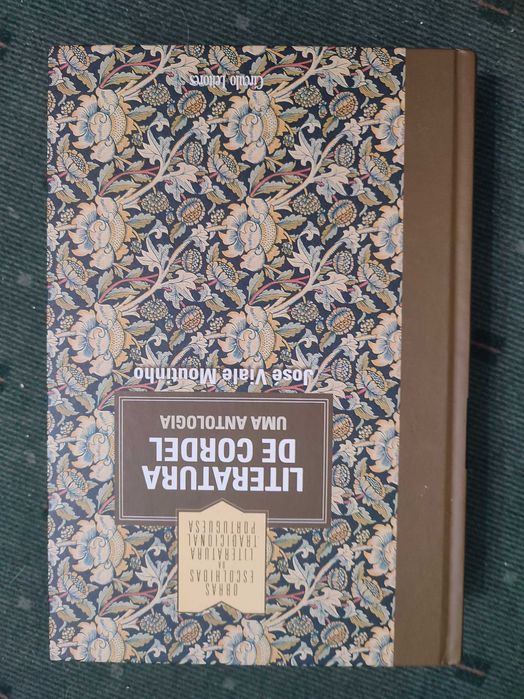 OBRAS
ESCOLHIDAS
DA
LITERATURA
TRADICIONAL
PORTUGUESA
LITERATURA
DE CORDEL
UMA ANTOLOGIA
José Viale Moutinho
Círculo Leitores